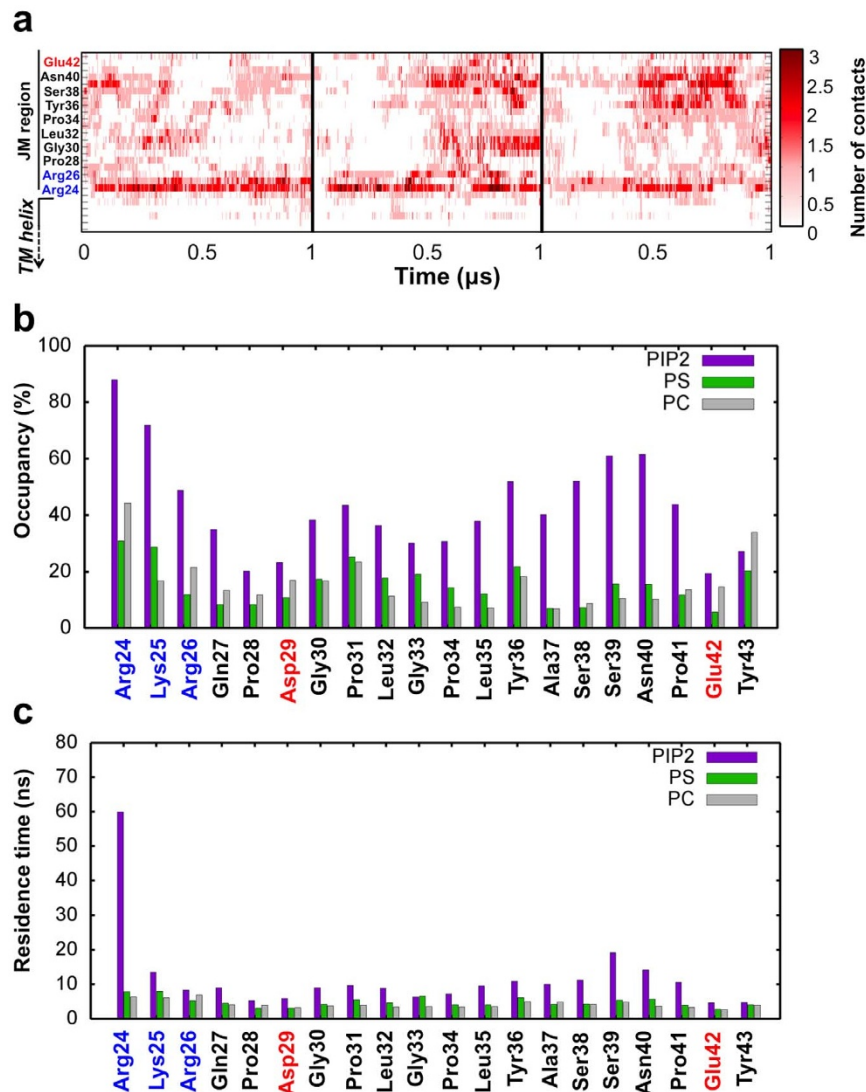 a
JM region
TM helix
Glu42
Asn40
Ser38
Tyr36
Pro34
Leu32
Gly30
Pro28
Arg26
Arg24
0 0.5 1 0.5 1 0.5 1
Time (µs)
3
2.5
2
1.5
1
0.5
0
Number of contacts
b
100
80
60
40
20
0
Occupancy (%)
PIP2
PS
PC
Arg24 Lys25 Arg26 Gln27 Pro28 Asp29 Gly30 Pro31 Leu32 Gly33 Pro34 Leu35 Tyr36 Ala37 Ser38 Ser39 Asn40 Pro41 Glu42 Tyr43
c
80
70
60
50
40
30
20
10
0
Residence time (ns)
PIP2
PS
PC
Arg24 Lys25 Arg26 Gln27 Pro28 Asp29 Gly30 Pro31 Leu32 Gly33 Pro34 Leu35 Tyr36 Ala37 Ser38 Ser39 Asn40 Pro41 Glu42 Tyr43